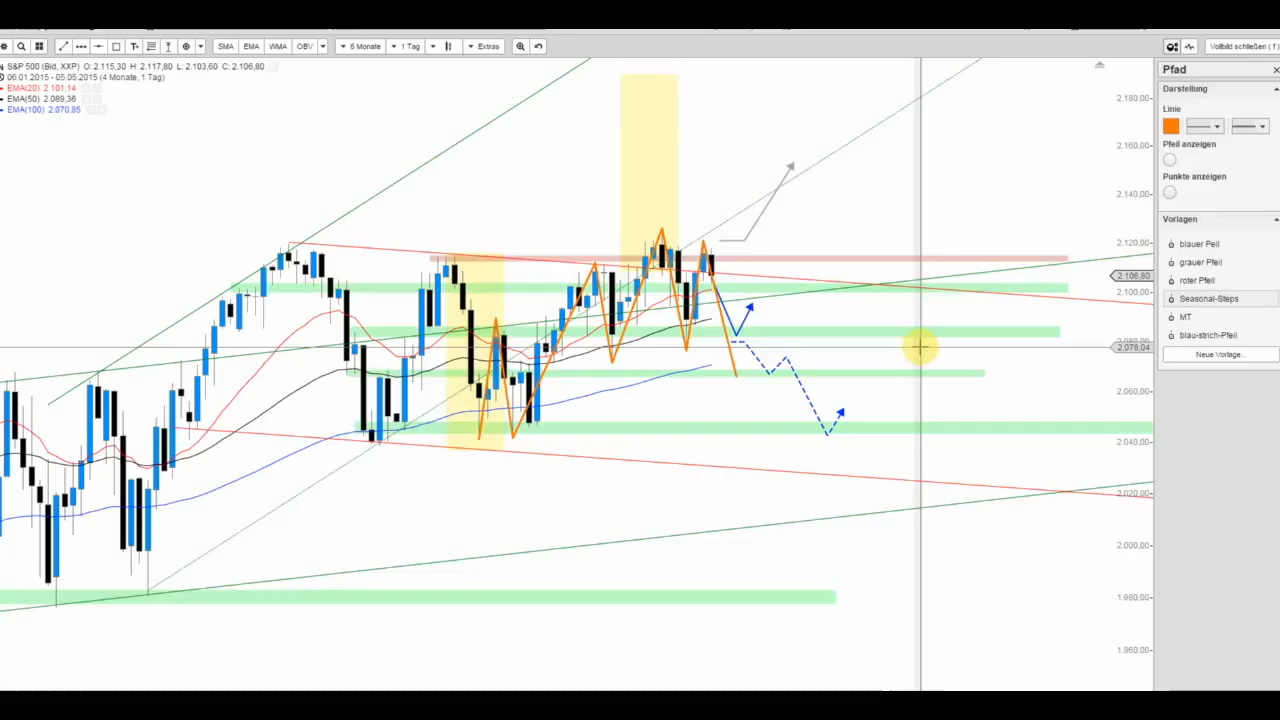 SMA EMA WMA OBV 6 Monate 1 Tag Extras Vollbild schließen ( f )
S&P 500 (Bid, XXP) O: 2.115,30 H: 2.117,80 L: 2.103,60 C: 2.106,80
06.01.2015 - 05.05.2015 (4 Monate, 1 Tag)
EMA(20) 2.101,14
EMA(50) 2.089,36
EMA(100) 2.070,85
2.180,00
2.160,00
2.140,00
2.120,00
2.106,80
2.100,00
2.078,04
2.060,00
2.040,00
2.020,00
2.000,00
1.980,00
1.960,00
Pfad
Darstellung
Linie
Pfeil anzeigen
Punkte anzeigen
Vorlagen
blauer Peil
grauer Pfeil
roter Pfeil
Seasonal-Steps
MT
blau-strich-Pfeil
Neue Vorlage...